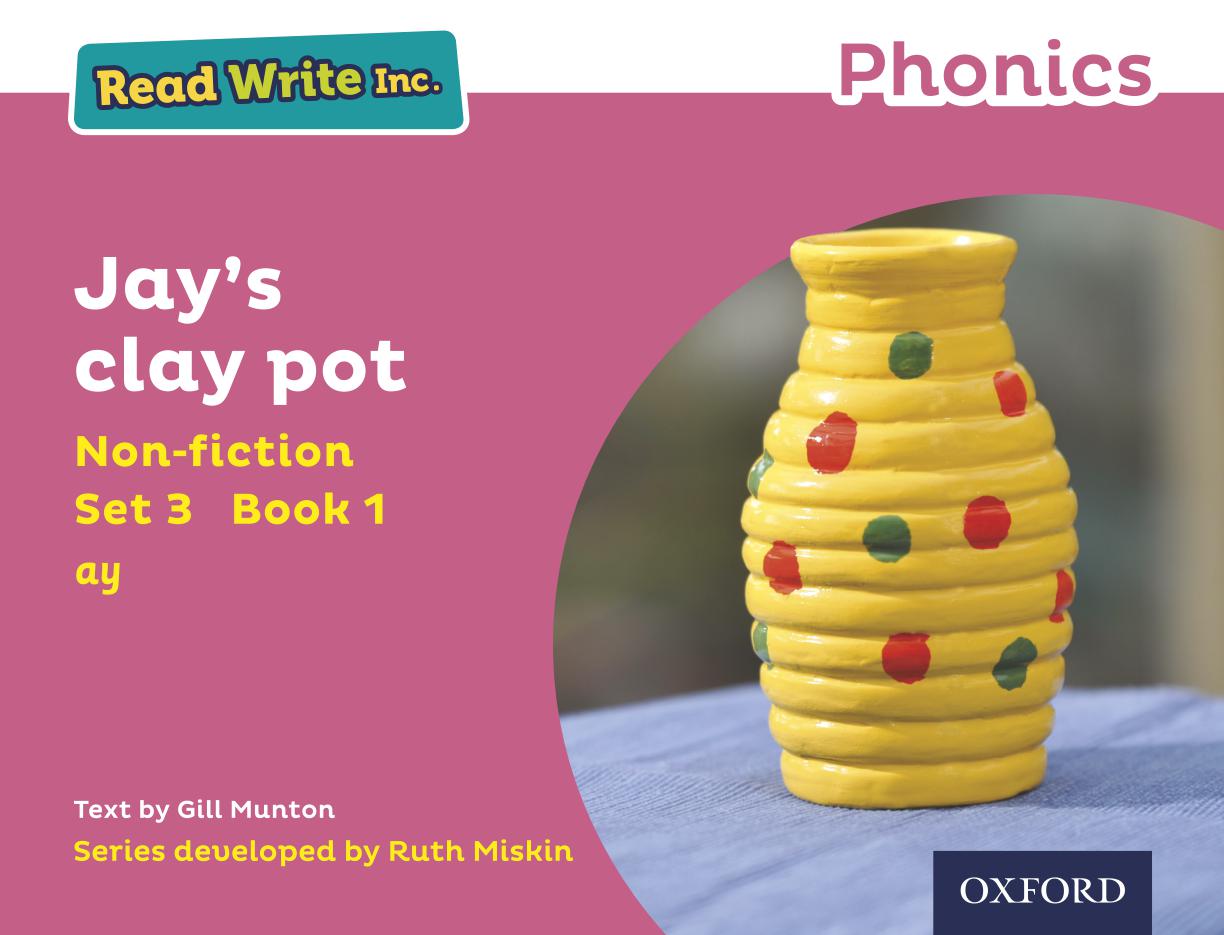 Read Write Inc.
Phonics
Jay's
clay pot
Non-fiction
Set 3 Book 1
ay
Text by Gill Munton
Series developed by Ruth Miskin
OXFORD